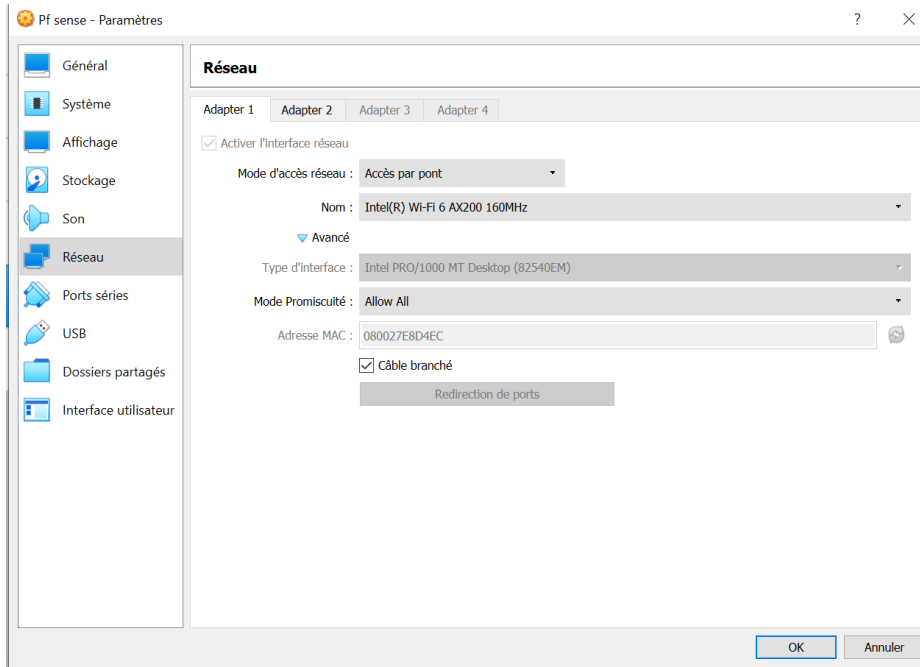 Pf sense - Paramètres
Général
Système
Affichage
Stockage
Son
Réseau
Ports séries
USB
Dossiers partagés
Interface utilisateur
Réseau
Adapter 1 Adapter 2 Adapter 3 Adapter 4
Activer l'interface réseau
Mode d'accès réseau : Accès par pont
Nom : Intel(R) Wi-Fi 6 AX200 160MHz
Avancé
Type d'interface : Intel PRO/1000 MT Desktop (82540EM)
Mode Promiscuité : Allow All
Adresse MAC : 080027E8D4EC
Câble branché
Redirection de ports
OK Annuler